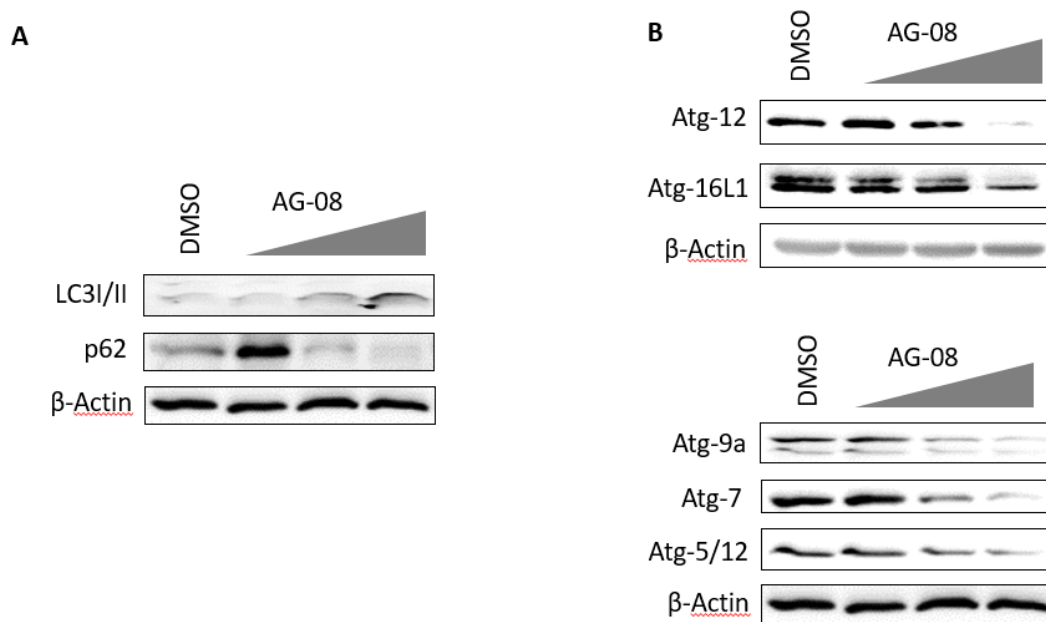 A
DMSO
AG-08
LC3I/II
p62
β-Actin
B
DMSO
AG-08
Atg-12
Atg-16L1
β-Actin
DMSO
AG-08
Atg-9a
Atg-7
Atg-5/12
β-Actin